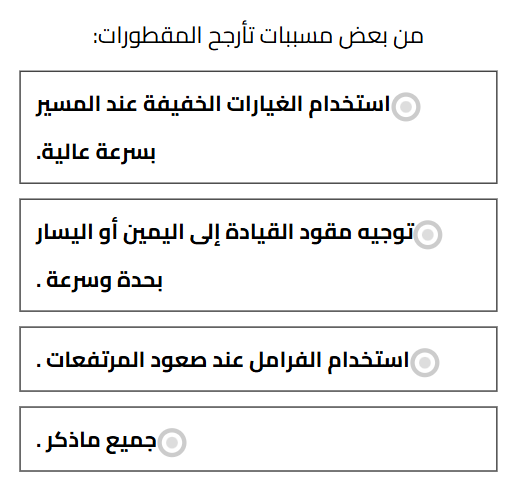 من بعض مسببات تأرجح المقطورات:
استخدام الغيارات الخفيفة عند المسير
بسرعة عالية.
توجيه مقود القيادة إلى اليمين أو اليسار
بحدة وسرعة .
استخدام الفرامل عند صعود المرتفعات .
جميع ماذكر .